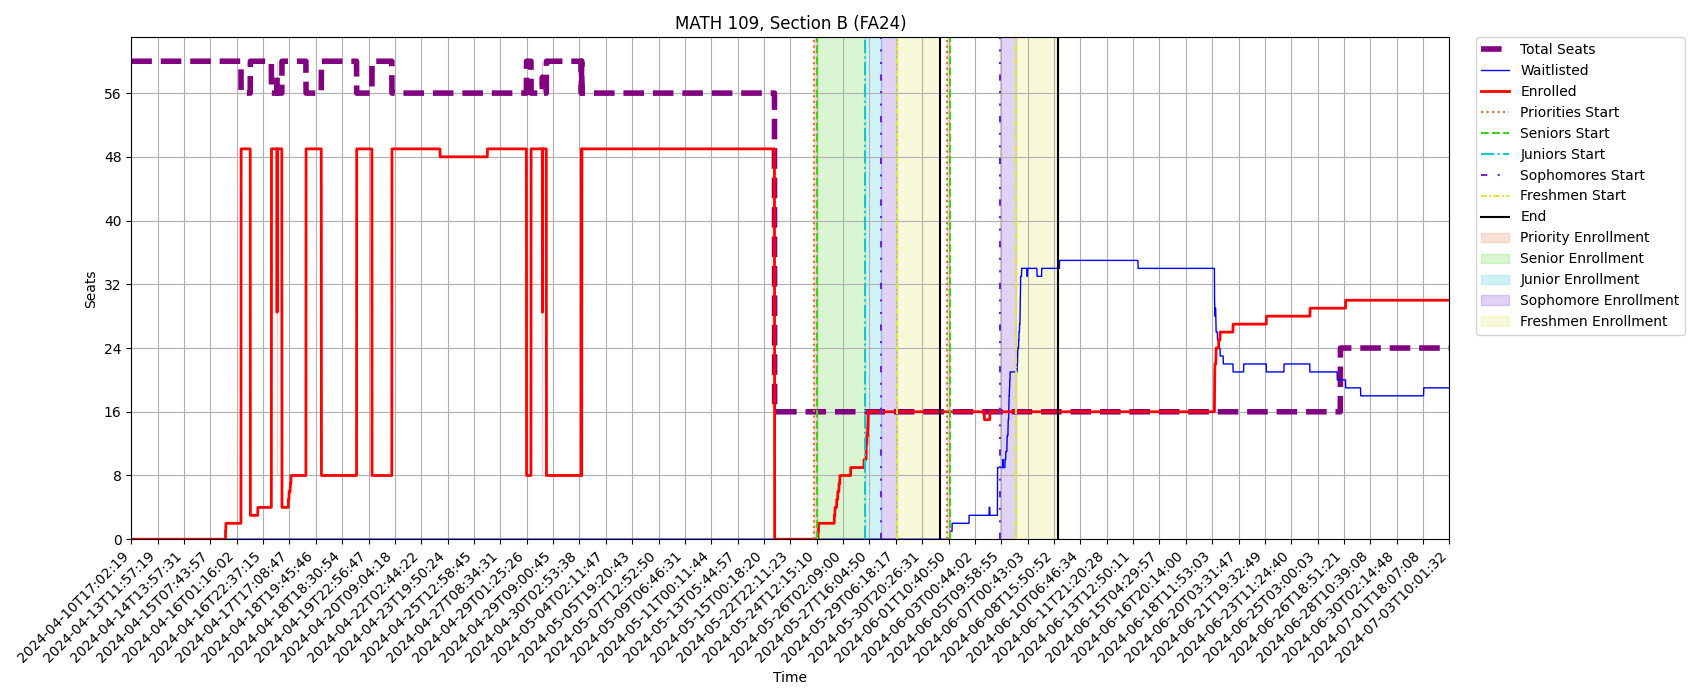 MATH 109, Section B (FA24)
Seats
56
48
40
32
24
16
8
0
2024-04-10T17:02:19
2024-04-13T11:57:19
2024-04-14T13:57:31
2024-04-15T07:43:57
2024-04-16T01:16:02
2024-04-16T22:37:15
2024-04-17T17:08:47
2024-04-18T19:45:46
2024-04-18T18:30:54
2024-04-19T22:56:47
2024-04-20T09:04:18
2024-04-22T02:44:22
2024-04-23T19:50:24
2024-04-25T12:58:45
2024-04-27T08:34:31
2024-04-29T01:25:26
2024-04-29T09:00:45
2024-04-30T02:53:38
2024-05-04T02:11:47
2024-05-05T19:20:43
2024-05-07T12:52:50
2024-05-09T06:46:31
2024-05-11T00:11:44
2024-05-13T05:44:57
2024-05-15T00:18:20
2024-05-22T22:11:23
2024-05-24T12:15:10
2024-05-26T02:09:00
2024-05-27T16:04:50
2024-05-29T06:18:17
2024-05-30T20:26:31
2024-06-01T10:40:50
2024-06-03T00:44:02
2024-06-05T09:58:55
2024-06-07T00:43:03
2024-06-08T15:50:52
2024-06-10T06:46:34
2024-06-11T21:20:28
2024-06-13T12:50:11
2024-06-15T04:29:57
2024-06-16T20:14:00
2024-06-18T11:53:03
2024-06-20T03:31:47
2024-06-21T19:32:49
2024-06-23T11:24:40
2024-06-25T03:00:03
2024-06-26T18:51:21
2024-06-28T10:39:08
2024-06-30T02:14:48
2024-07-01T18:07:08
2024-07-03T10:01:32
Time
Total Seats
Waitlisted
Enrolled
Priorities Start
Seniors Start
Juniors Start
Sophomores Start
Freshmen Start
End
Priority Enrollment
Senior Enrollment
Junior Enrollment
Sophomore Enrollment
Freshmen Enrollment